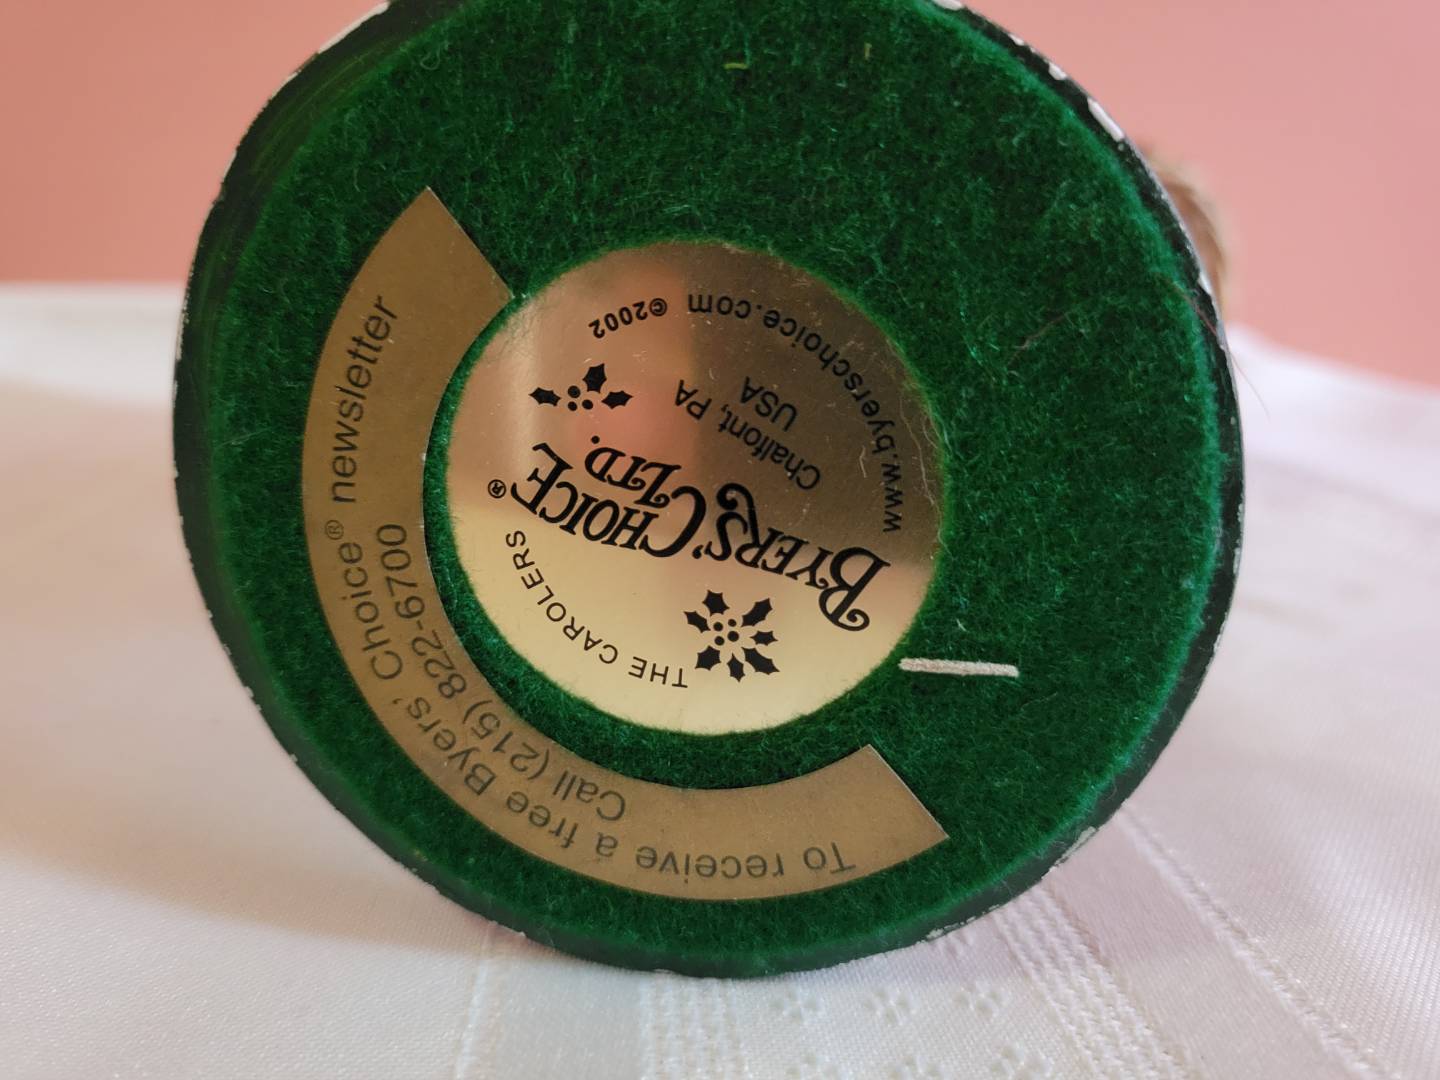 THE CAROLERS
BYERS' CHOICE®
LTD.
Chalfont, PA
USA
www.byerschoice.com ©2002
To receive a free Byers' Choice® newsletter
Call (215) 822-6700